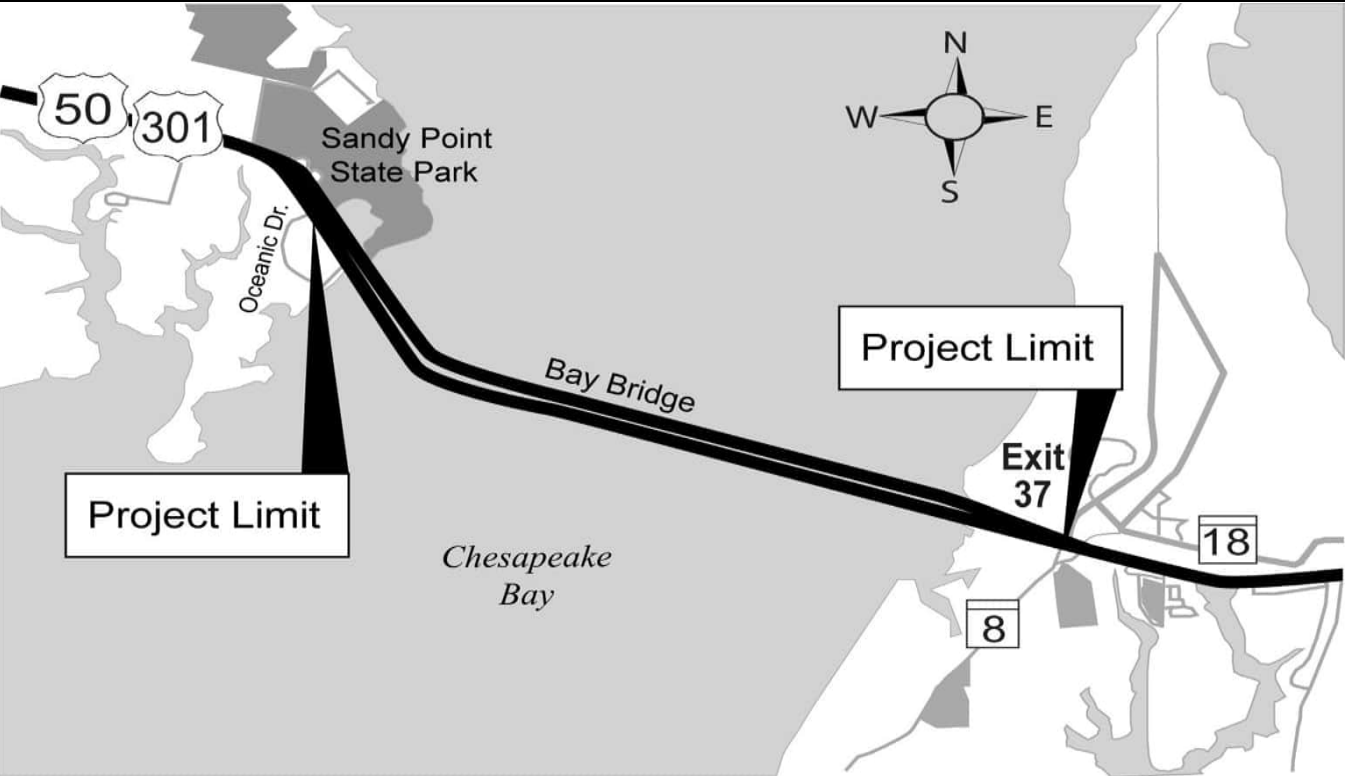 N
50
301
W
E
Sandy Point
State Park
S
Oceanic Dr.
Project Limit
Bay Bridge
Exit
37
Project Limit
18
Chesapeake
Bay
8